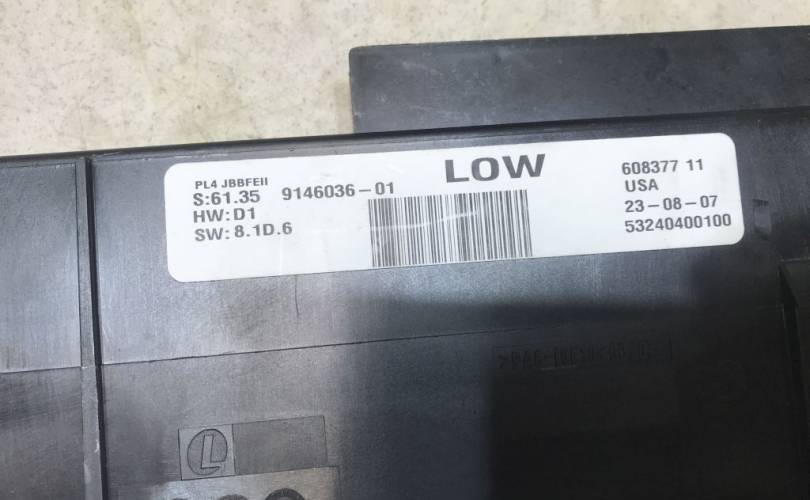 PL4 JBBFEII
S:61.35 9146036-01
HW:D1
SW:8.1D.6
LOW
608377 11
USA
23-08-07
53240400100
L